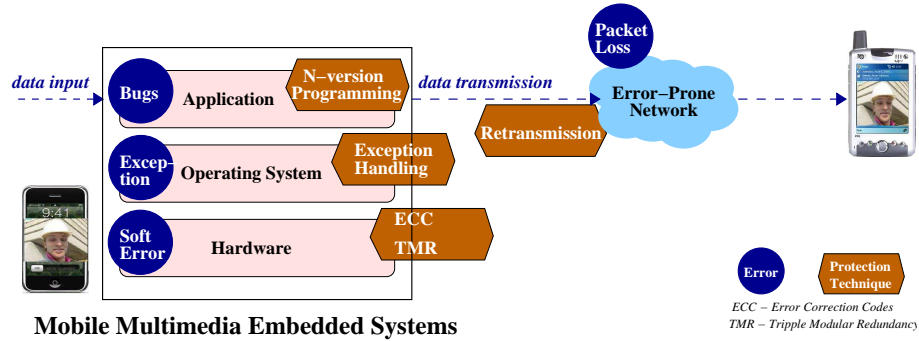 Packet
Loss
data input
Bugs
Application
N–version
Programming
data transmission
Error–Prone
Network
Retransmission
Excep-
tion
Operating System
Exception
Handling
9:41
Soft
Error
Hardware
ECC
TMR
Error
Protection
Technique
ECC – Error Correction Codes
TMR – Tripple Modular Redundancy
Mobile Multimedia Embedded Systems